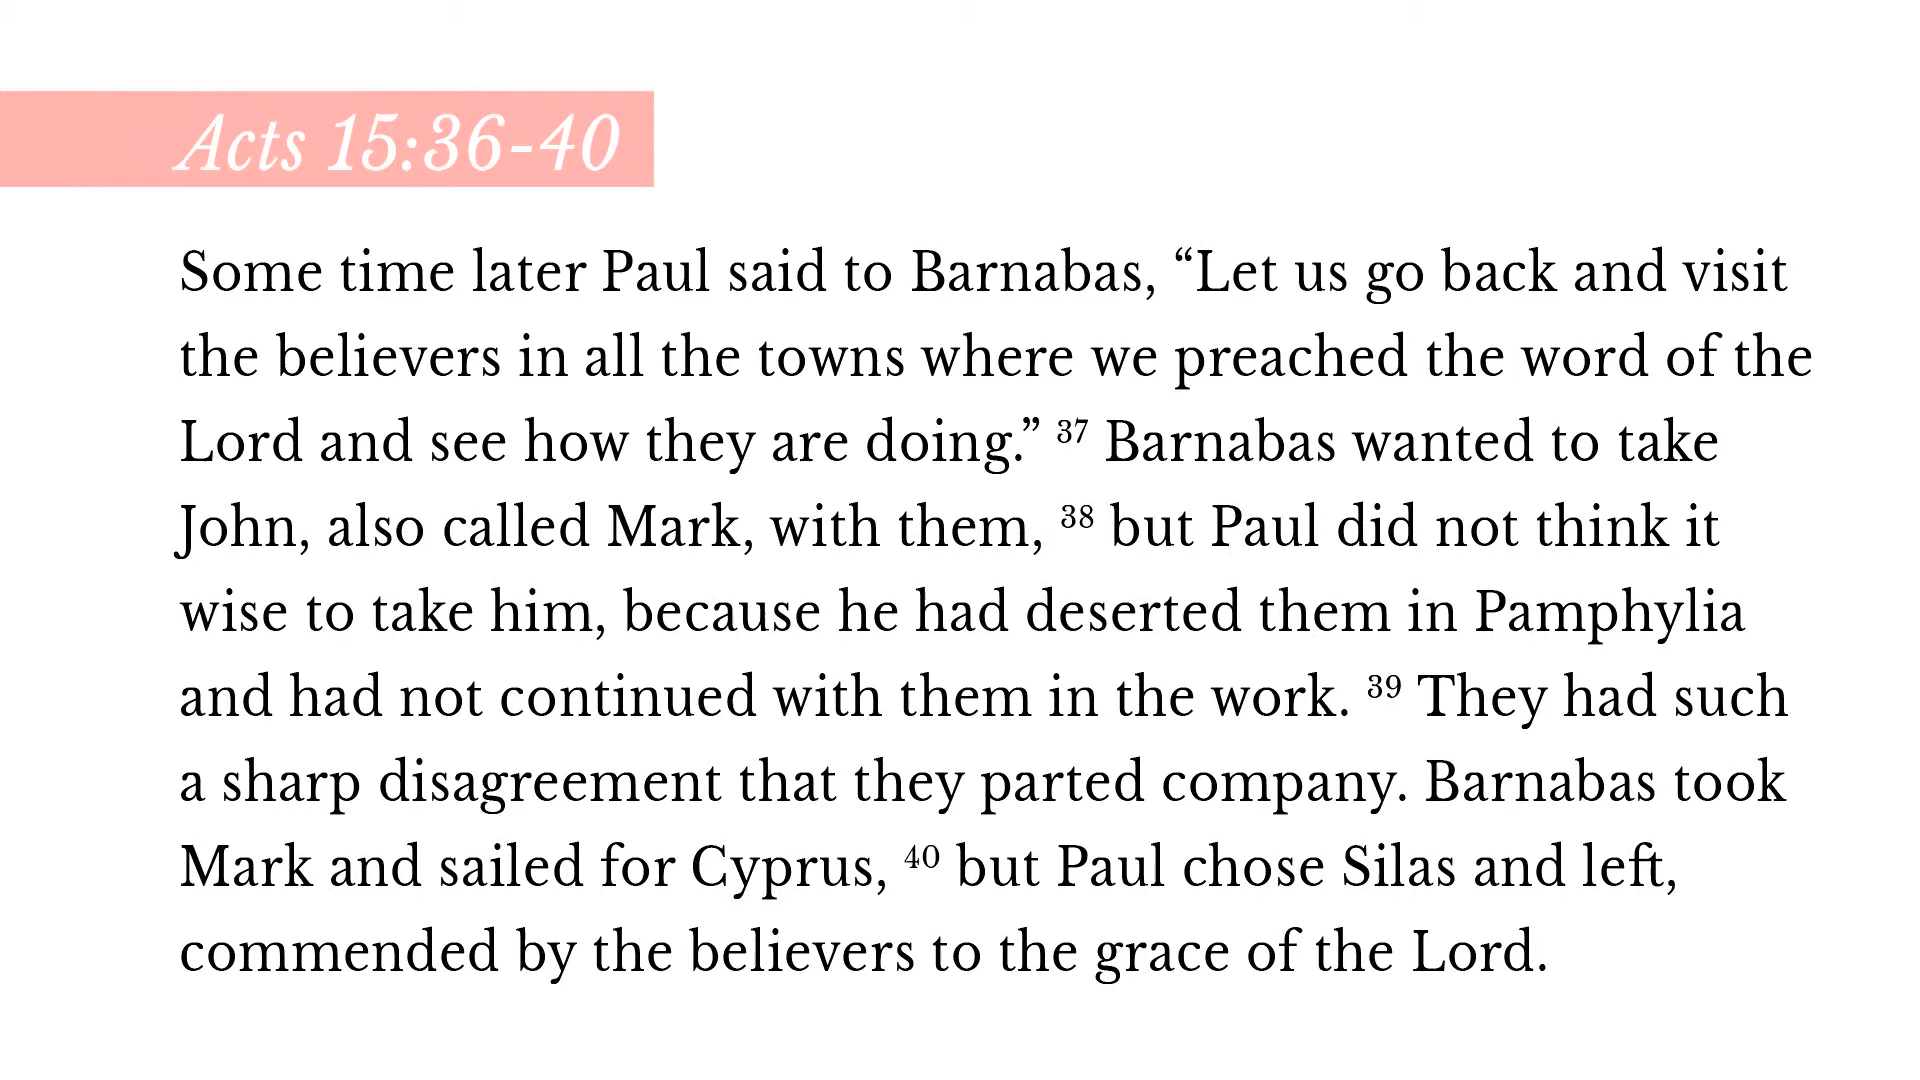 Acts 15:36-40
Some time later Paul said to Barnabas, “Let us go back and visit
the believers in all the towns where we preached the word of the
Lord and see how they are doing.” 37 Barnabas wanted to take
John, also called Mark, with them, 38 but Paul did not think it
wise to take him, because he had deserted them in Pamphylia
and had not continued with them in the work. 39 They had such
a sharp disagreement that they parted company. Barnabas took
Mark and sailed for Cyprus, 40 but Paul chose Silas and left,
commended by the believers to the grace of the Lord.